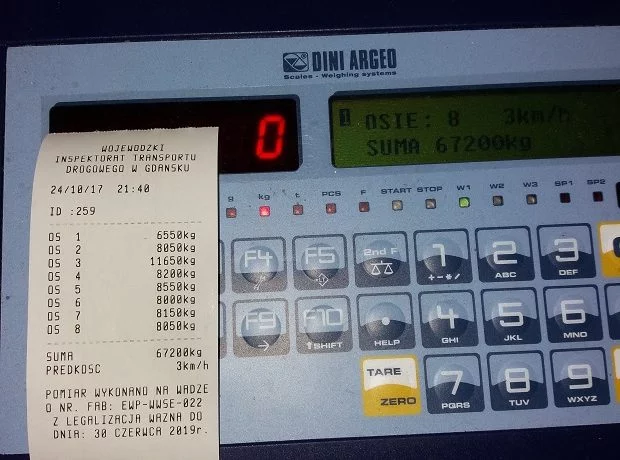 DINI ARGEO
Scales - Weighing systems
0
OSIE: 8 3km/h
SUMA 67200kg
WOJEWODZKI
INSPEKTORAT TRANSPORTU
DROGOWEGO W GDANSKU
24/10/17 21:40
ID :259
OS 1 6550kg
OS 2 8050kg
OS 3 11650kg
OS 4 8200kg
OS 5 8550kg
OS 6 8000kg
OS 7 8150kg
OS 8 8050kg
SUMA 67200kg
PREDKOSC 3km/h
POMIAR WYKONANO NA WADZE
O NR. FAB: EWP-WWSE-022
Z LEGALIZACJA WAZNA DO
DNIA: 30 CZERWCA 2019r.
g kg t PCS F START STOP W1 W2 W3 SP1 SP2
F4 F5 2nd F 1 2 3
+-*/ ABC DEF
F9 F10 . 4 5 6
SHIFT HELP GHI JKL MNO
TARE 7 8 9
ZERO PQRS TUV WXYZ